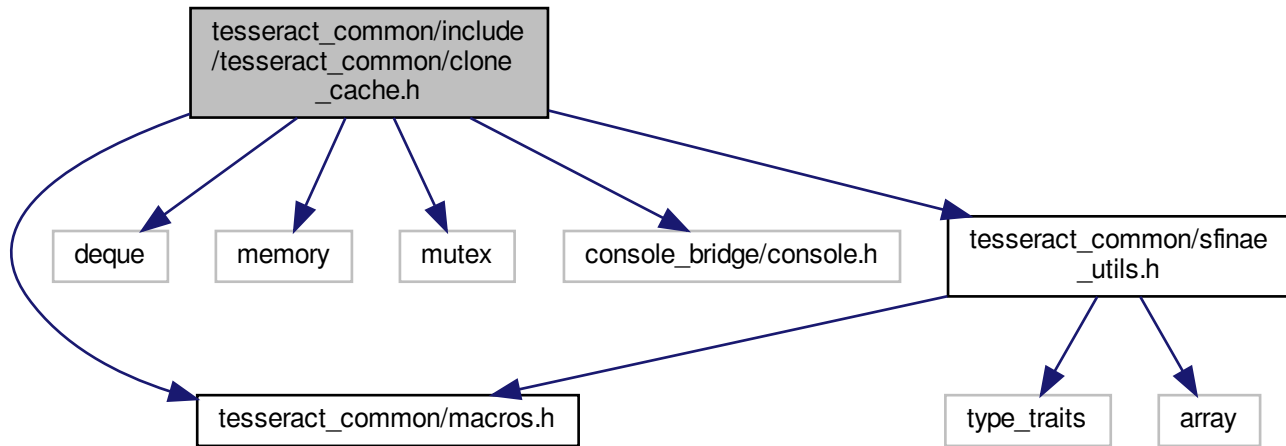 tesseract_common/include
/tesseract_common/clone
_cache.h
deque
memory
mutex
console_bridge/console.h
tesseract_common/sfinae
_utils.h
tesseract_common/macros.h
type_traits
array